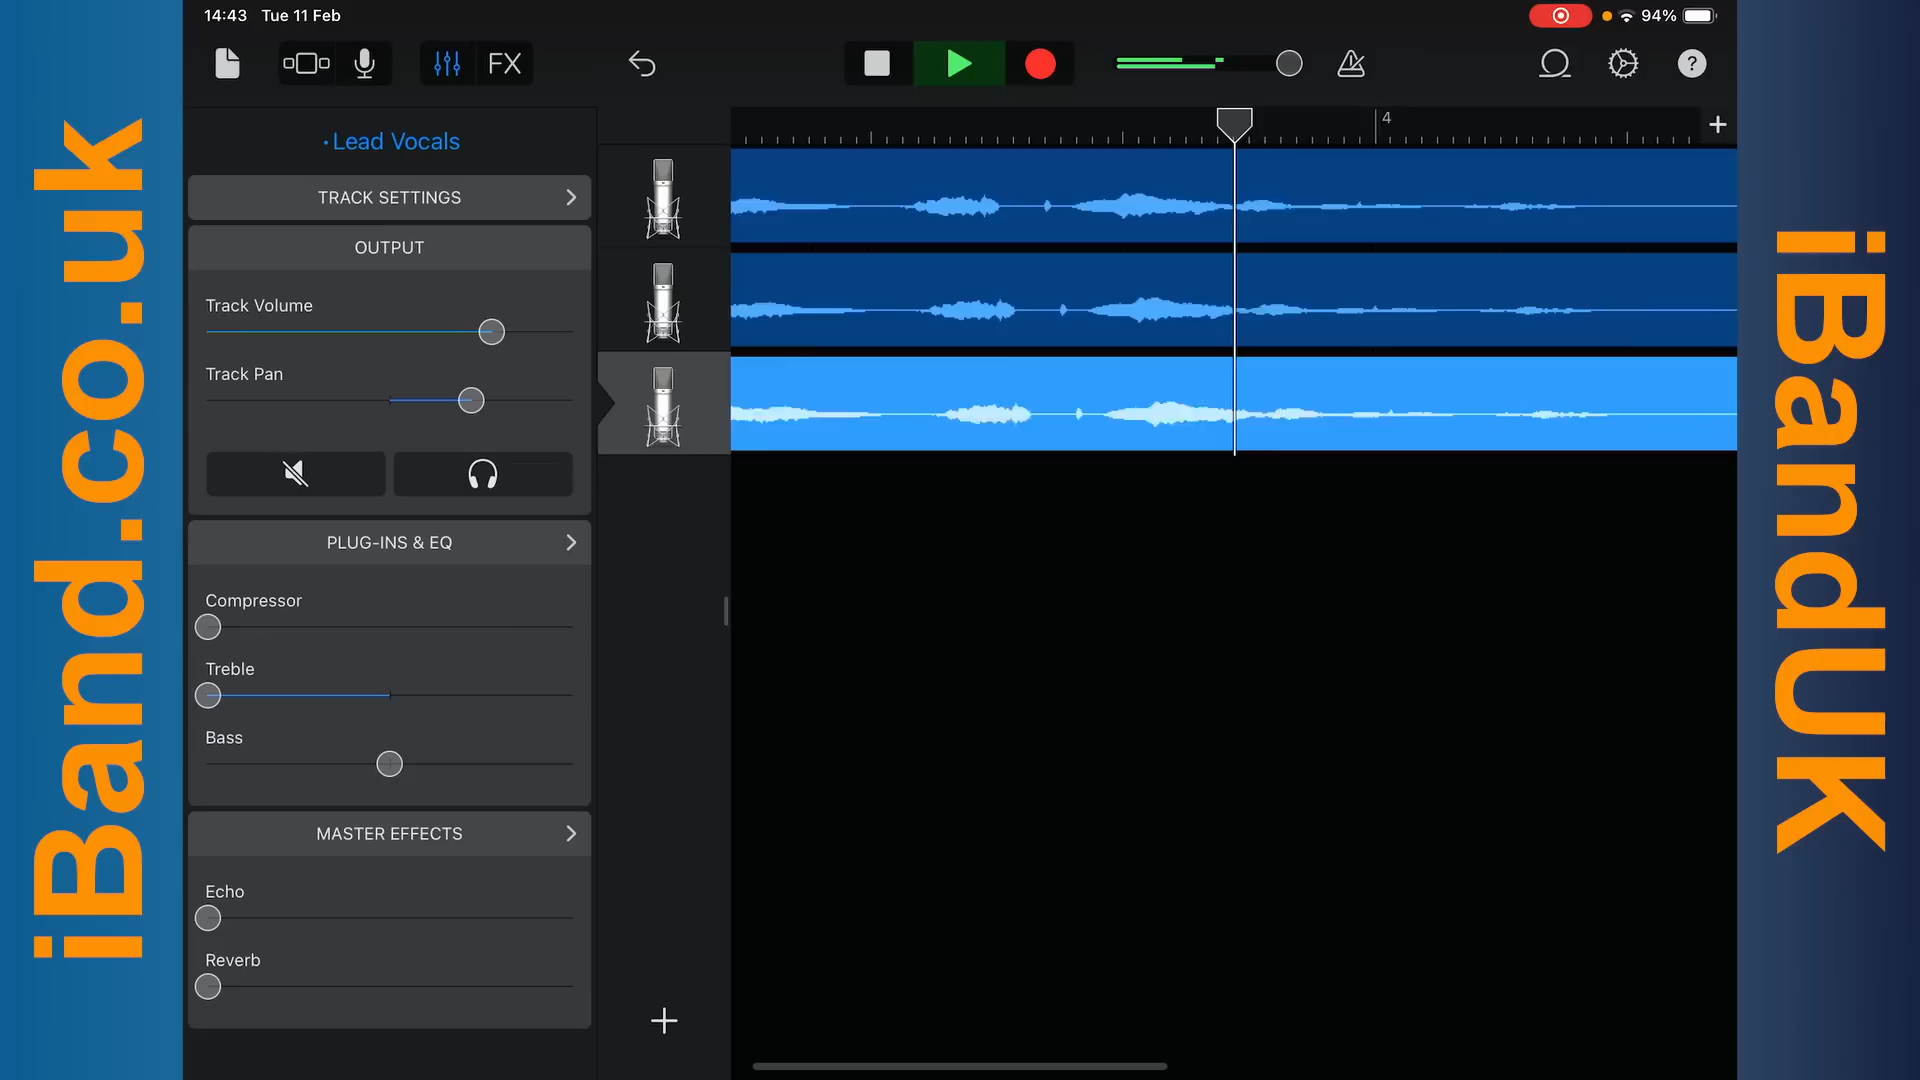 iBand.co.uk
14:43 Tue 11 Feb
94%
FX
?
· Lead Vocals
TRACK SETTINGS
OUTPUT
Track Volume
Track Pan
PLUG-INS & EQ
Compressor
Treble
Bass
MASTER EFFECTS
Echo
Reverb
4
iBandUK